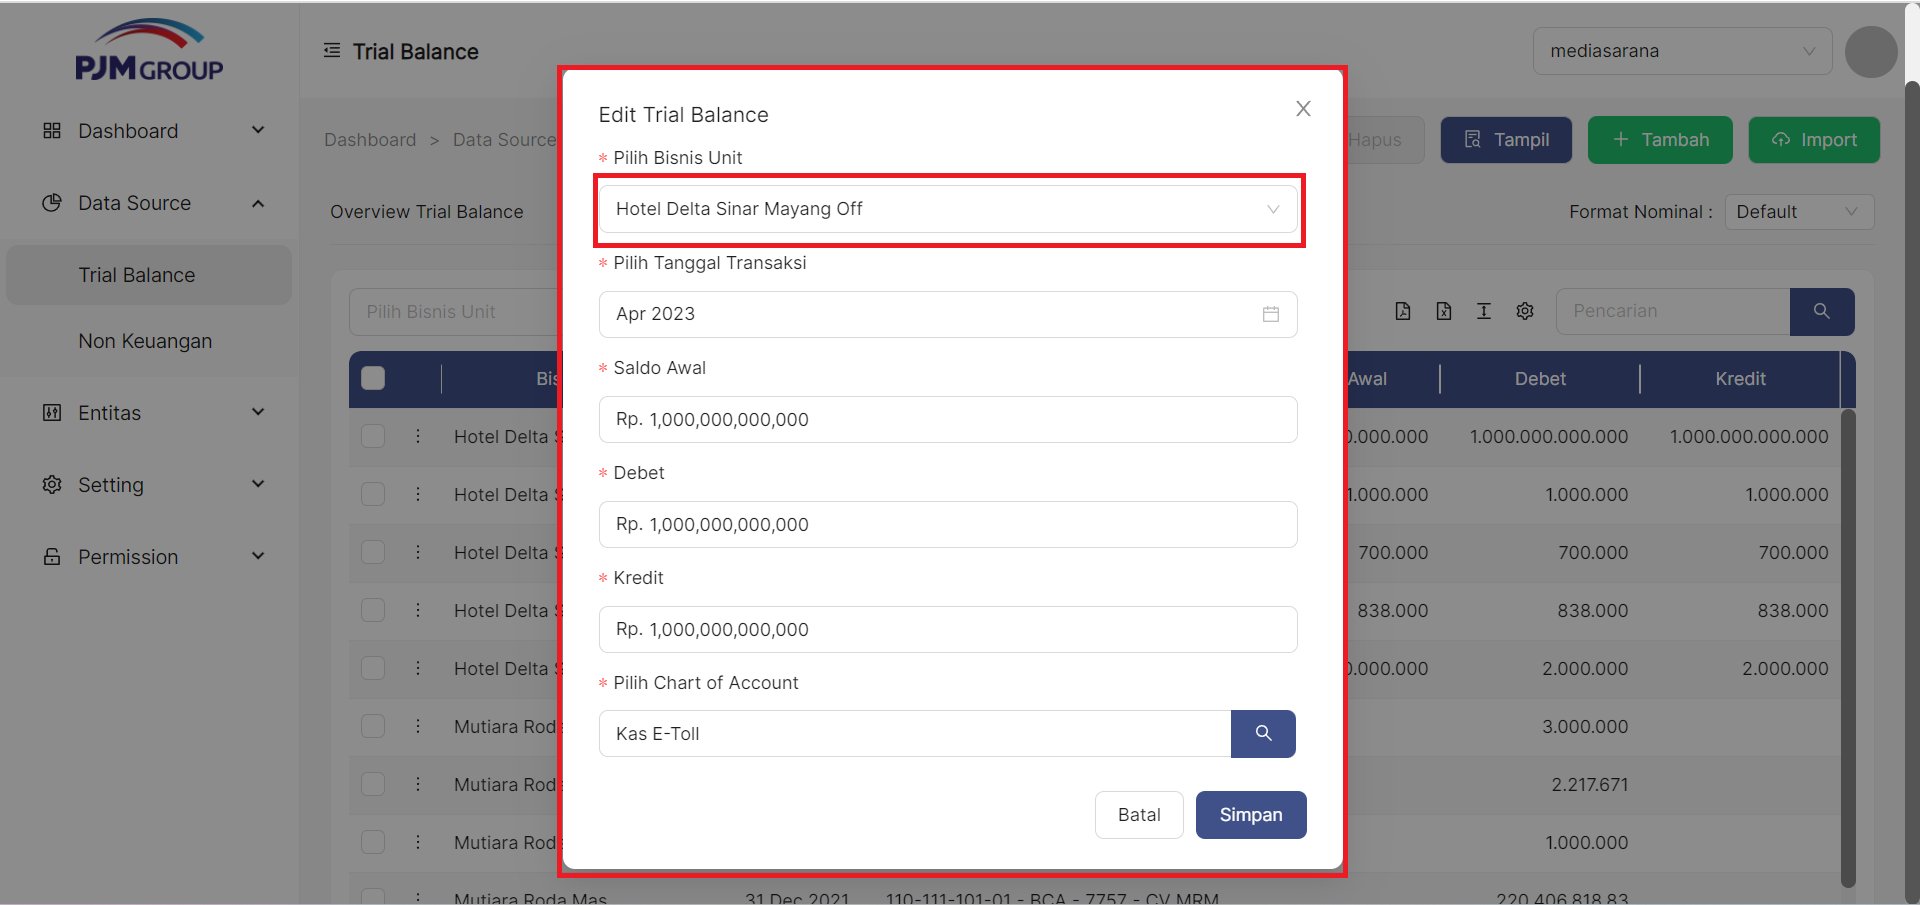 PJM GROUP
Trial Balance
mediasarana
Dashboard
Data Source
Trial Balance
Non Keuangan
Entitas
Setting
Permission
Dashboard > Data Source
Hapus
Tampil
+ Tambah
Import
Overview Trial Balance
Format Nominal : Default
Pilih Bisnis Unit
Pencarian
Awal Debet Kredit
Hotel Delta 0.000.000 1.000.000.000.000 1.000.000.000.000
Hotel Delta 1.000.000 1.000.000 1.000.000
Hotel Delta 700.000 700.000 700.000
Hotel Delta 838.000 838.000 838.000
Hotel Delta 0.000.000 2.000.000 2.000.000
Mutiara Roda 3.000.000
Mutiara Roda 2.217.671
Mutiara Roda 1.000.000
Mutiara Roda Mas 31 Dec 2021 110-111-101-01 - BCA - 7757 - CV MRM 220.406.818,83
Edit Trial Balance
* Pilih Bisnis Unit
Hotel Delta Sinar Mayang Off
* Pilih Tanggal Transaksi
Apr 2023
* Saldo Awal
Rp. 1,000,000,000,000
* Debet
Rp. 1,000,000,000,000
* Kredit
Rp. 1,000,000,000,000
* Pilih Chart of Account
Kas E-Toll
Batal
Simpan